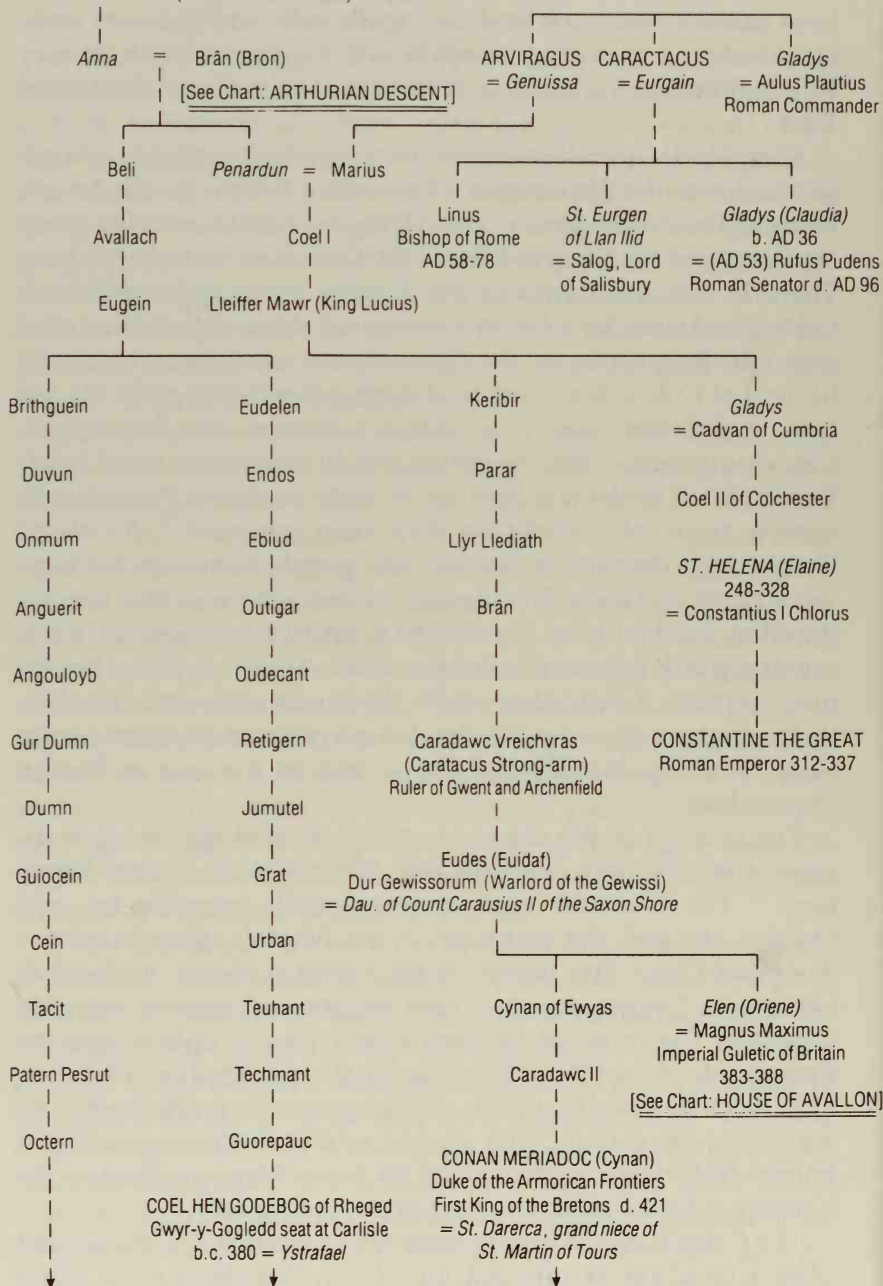 Anna = Brân (Bron)
[See Chart: ARTHURIAN DESCENT]
ARVIRAGUS
= Genuissa
CARACTACUS
= Eurgain
Gladys
= Aulus Plautius
Roman Commander
Beli
Penardun = Marius
Linus
Bishop of Rome
AD 58-78
St. Eurgen
of Llan Ilid
= Salog, Lord
of Salisbury
Gladys (Claudia)
b. AD 36
= (AD 53) Rufus Pudens
Roman Senator d. AD 96
Avallach
Coel I
Eugein
Lleiffer Mawr (King Lucius)
Brithguein
Duvun
Onmum
Anguerit
Angouloyb
Gur Dumn
Dumn
Guiocein
Cein
Tacit
Patern Pesrut
Octern
Eudelen
Endos
Ebiud
Outigar
Oudecant
Retigern
Jumutel
Grat
Urban
Teuhant
Techmant
Guorepauc
COEL HEN GODEBOG of Rheged
Gwyr-y-Gogledd seat at Carlisle
b.c. 380 = Ystrafael
Keribir
Parar
Llyr Llediath
Brân
Caradawc Vreichvras
(Caratacus Strong-arm)
Ruler of Gwent and Archenfield
Eudes (Euidaf)
Dur Gewissorum (Warlord of the Gewissi)
= Dau. of Count Carausius II of the Saxon Shore
Cynan of Ewyas
Caradawc II
CONAN MERIADOC (Cynan)
Duke of the Armorican Frontiers
First King of the Bretons d. 421
= St. Darerca, grand niece of
St. Martin of Tours
Elen (Oriene)
= Magnus Maximus
Imperial Guletic of Britain
383-388
[See Chart: HOUSE OF AVALLON]
Gladys
= Cadvan of Cumbria
Coel II of Colchester
ST. HELENA (Elaine)
248-328
= Constantius I Chlorus
CONSTANTINE THE GREAT
Roman Emperor 312-337